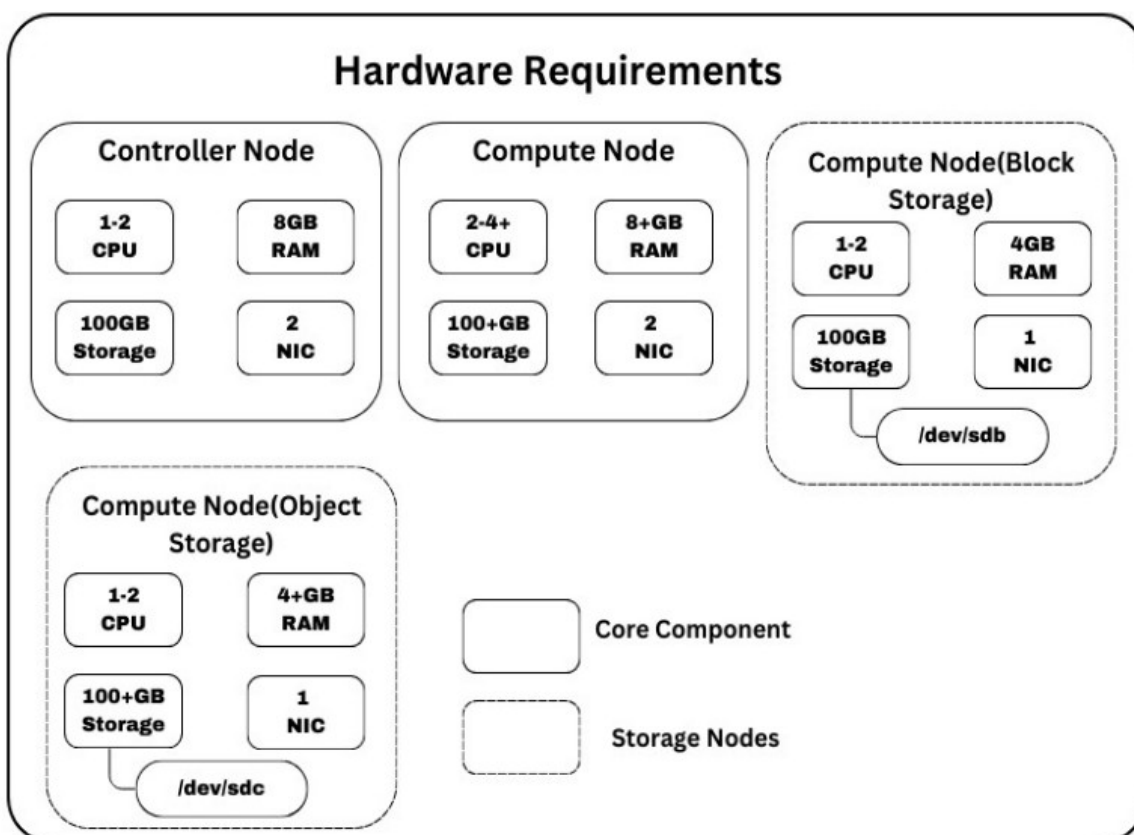 Hardware Requirements
Controller Node
1-2
CPU
8GB
RAM
100GB
Storage
2
NIC
Compute Node
2-4+
CPU
8+GB
RAM
100+GB
Storage
2
NIC
Compute Node(Block
Storage)
1-2
CPU
4GB
RAM
100GB
Storage
1
NIC
/dev/sdb
Compute Node(Object
Storage)
1-2
CPU
4+GB
RAM
100+GB
Storage
1
NIC
/dev/sdc
Core Component
Storage Nodes